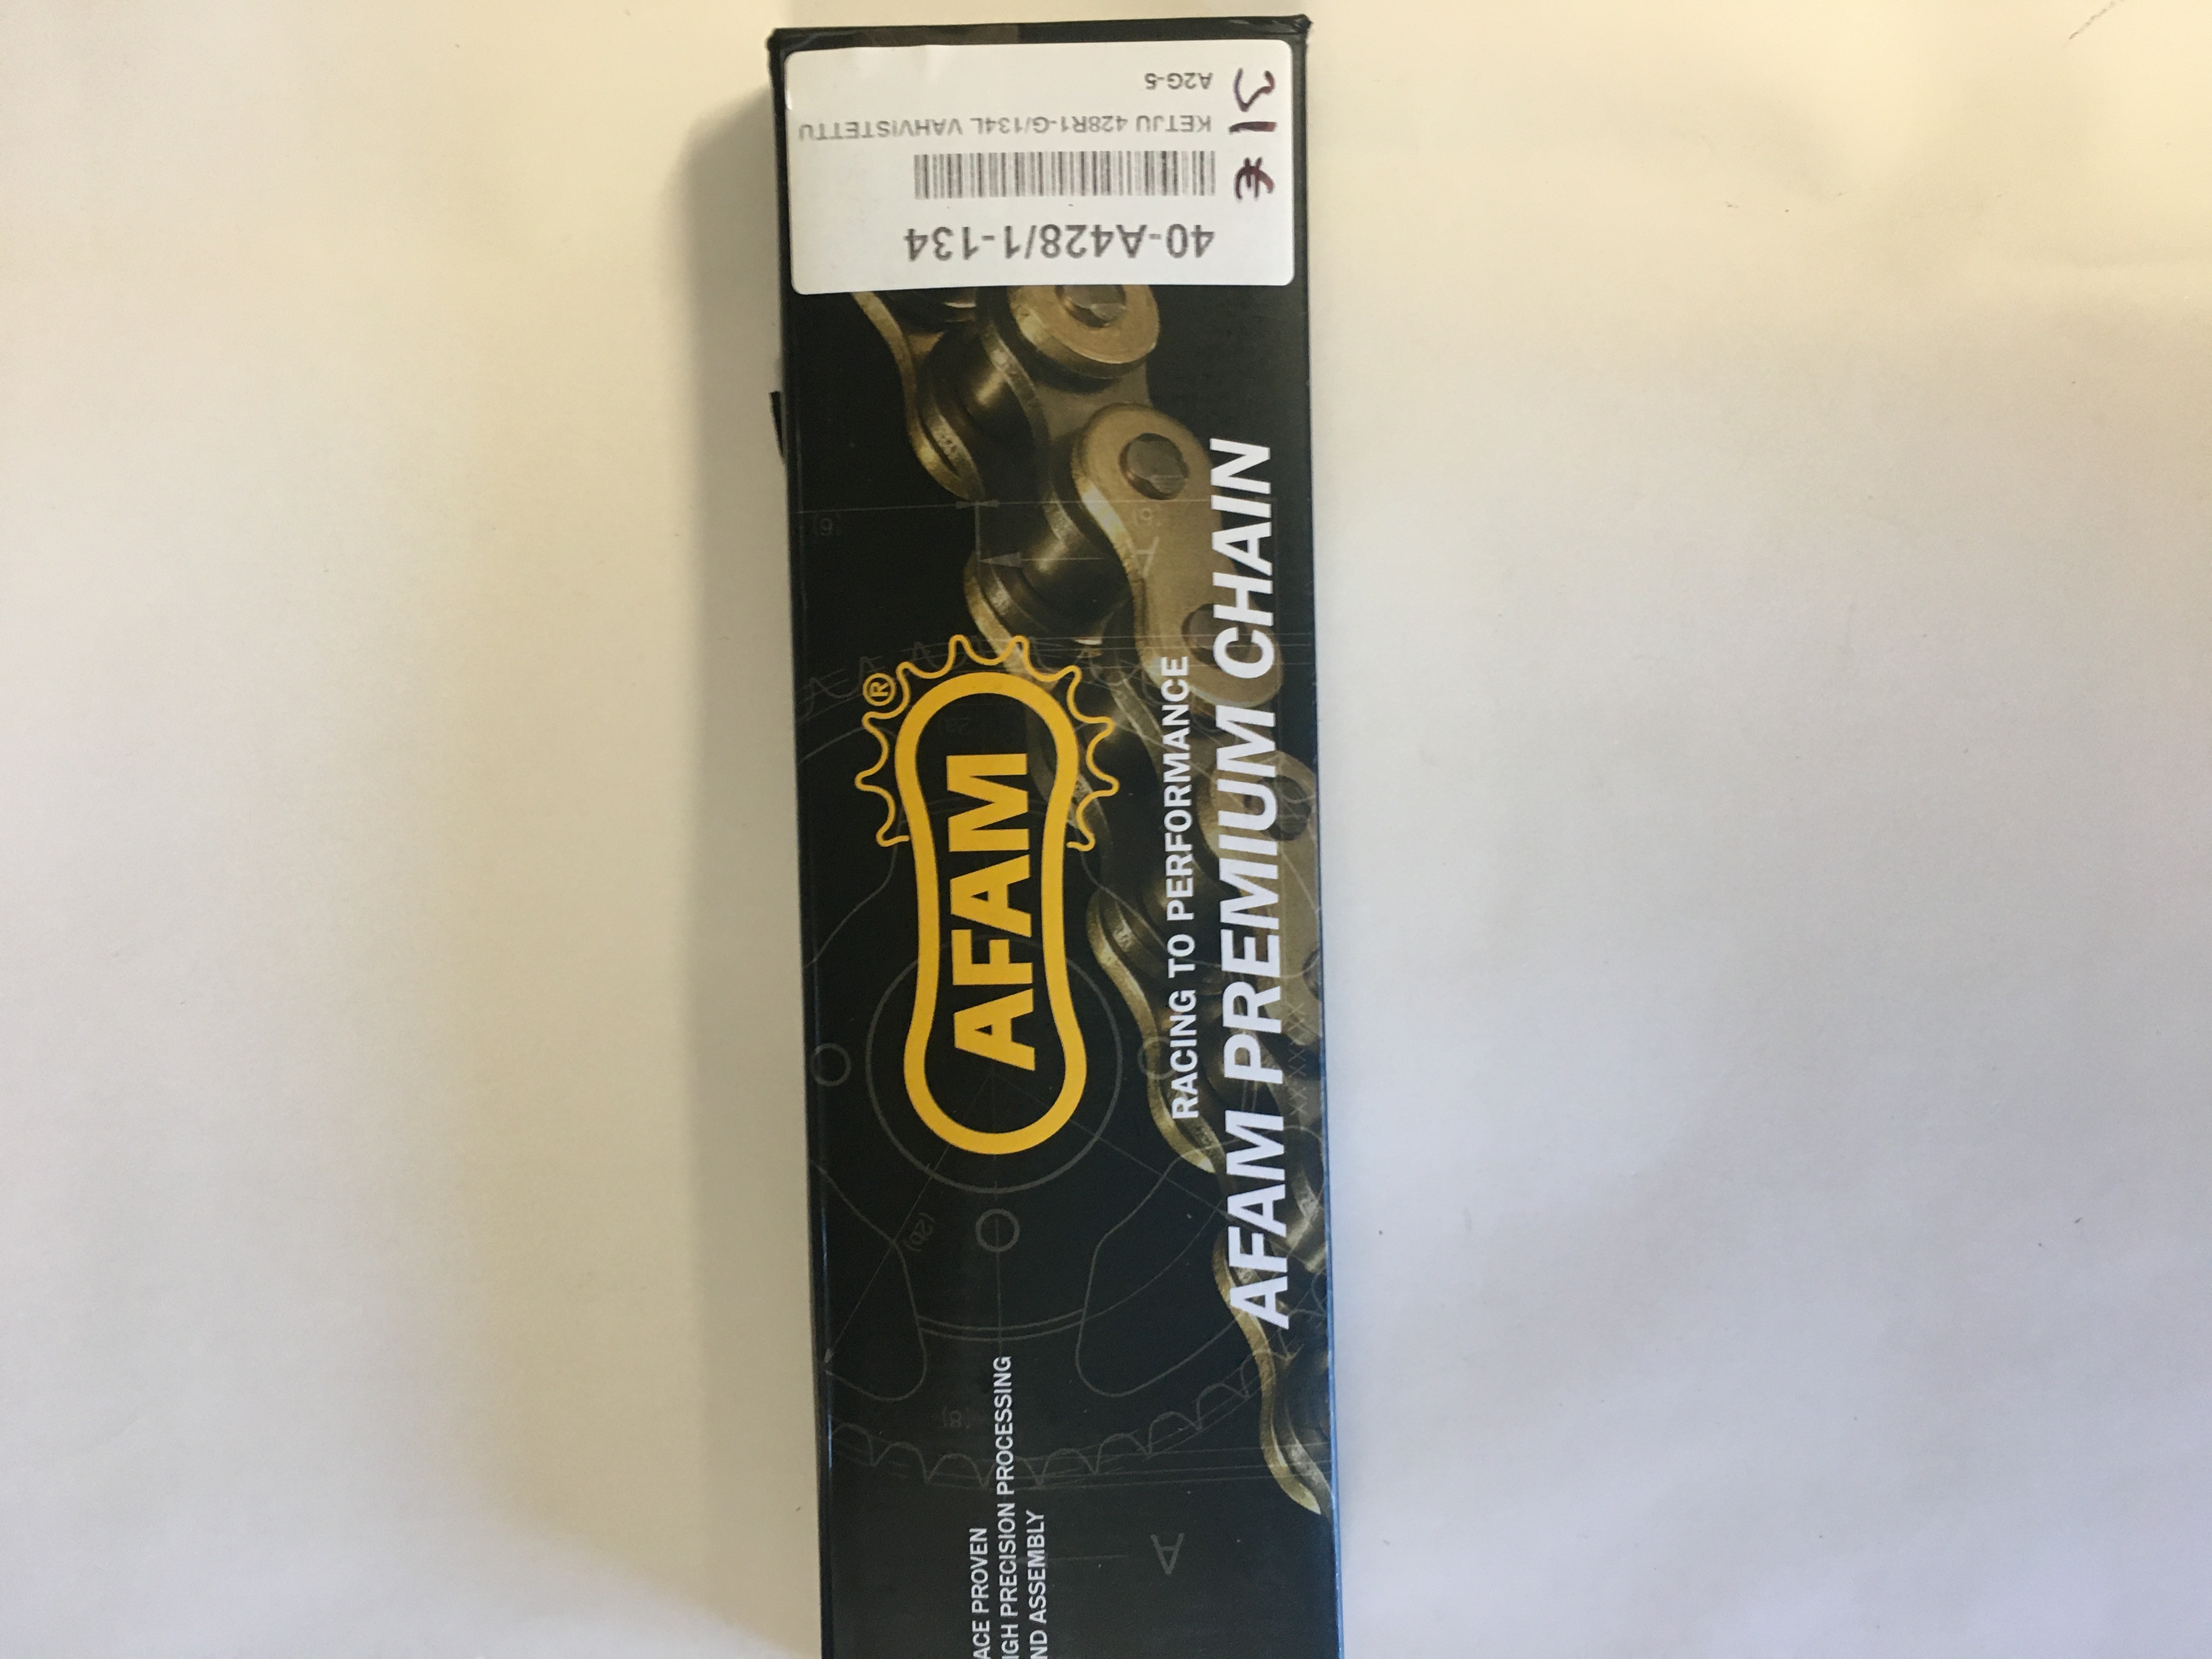 40-A428/1-134
KETJU 428R1-G/134L VAHVISTETTU
A2G-5
31 €
AFAM®
RACING TO PERFORMANCE
AFAM PREMIUM CHAIN
ACE PROVEN
IGH PRECISION PROCESSING
ND ASSEMBLY